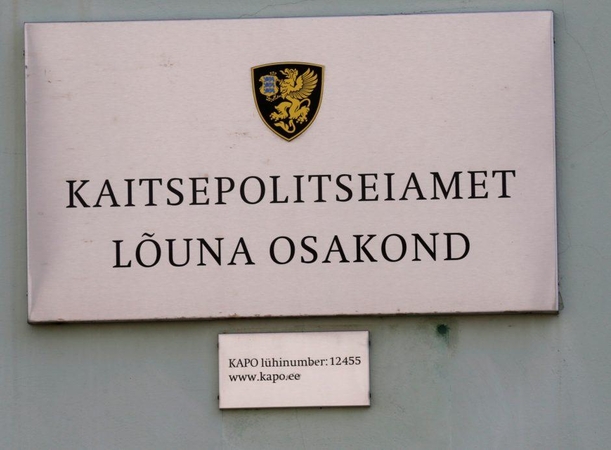 KAITSEPOLITSEIAMET
LÕUNA OSAKOND
KAPO lühinumber: 12455
www.kapo.ee